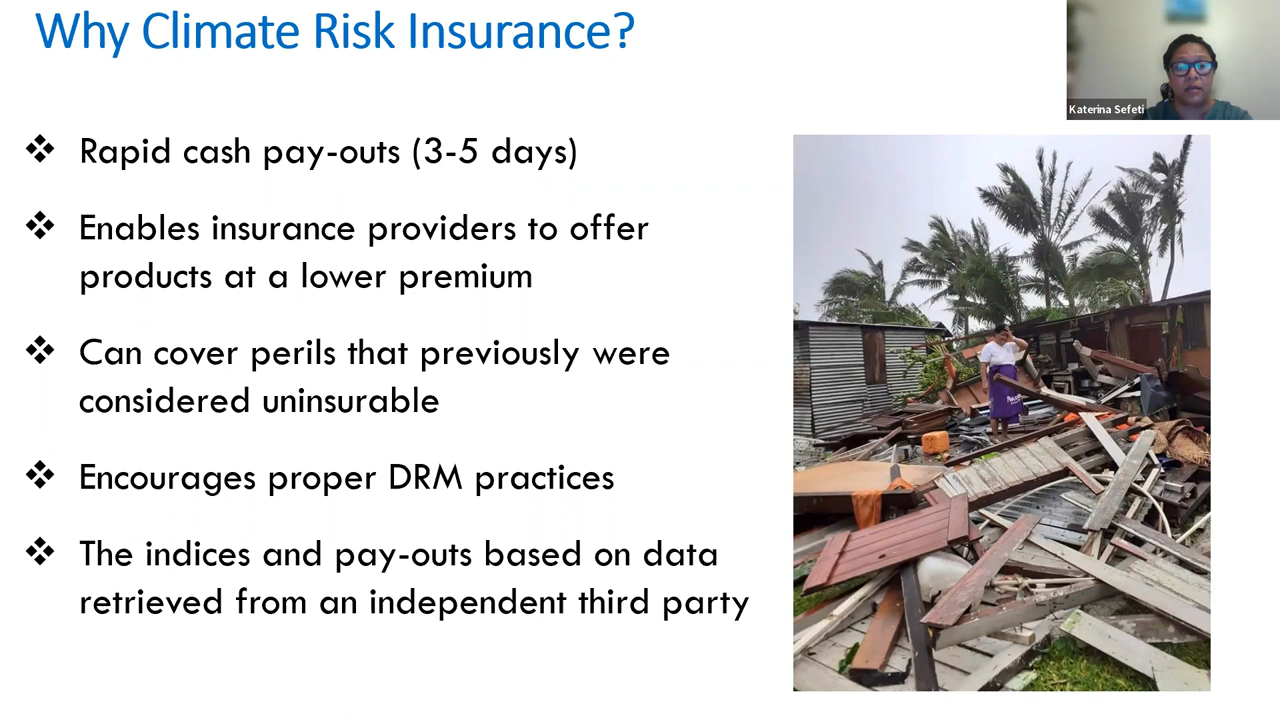 Why Climate Risk Insurance?
Katerina Sefeti
❖ Rapid cash pay-outs (3-5 days)
❖ Enables insurance providers to offer
products at a lower premium
❖ Can cover perils that previously were
considered uninsurable
❖ Encourages proper DRM practices
❖ The indices and pay-outs based on data
retrieved from an independent third party